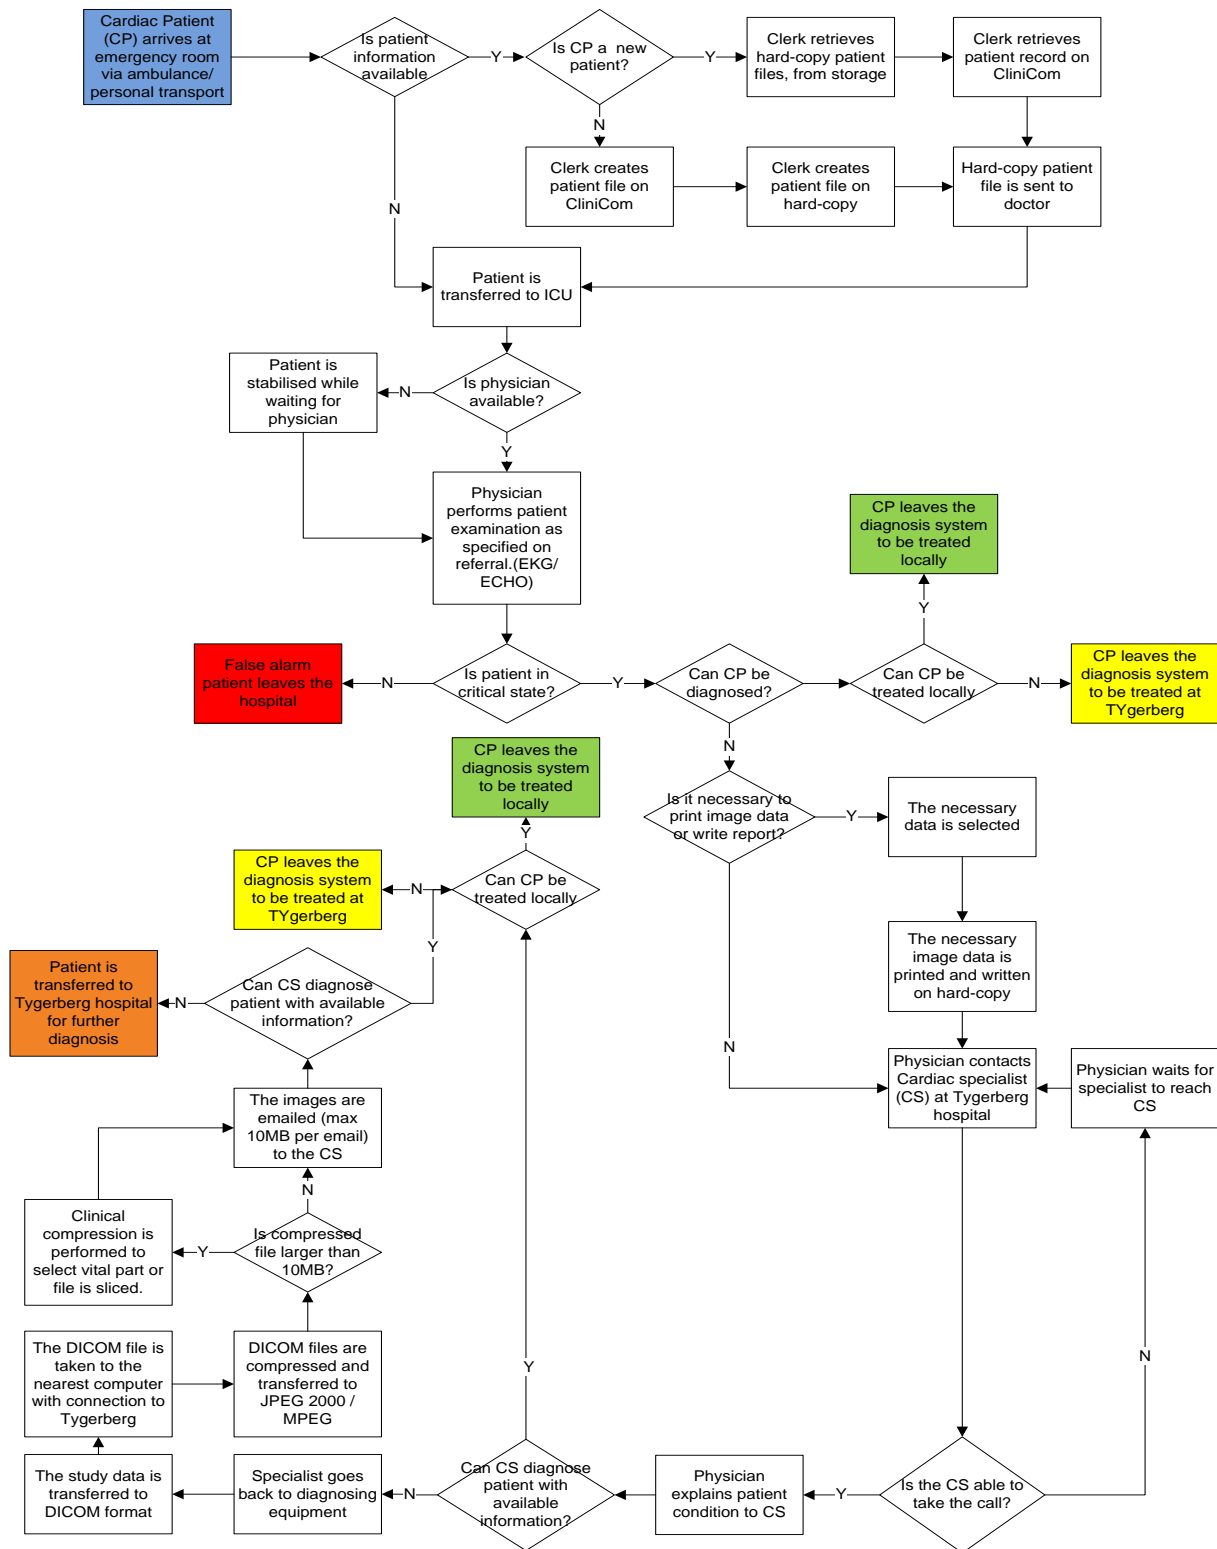 Cardiac Patient
(CP) arrives at
emergency room
via ambulance/
personal transport
Is patient
information
available
Y
Is CP a  new
patient?
Y
Clerk retrieves
hard-copy patient
files, from storage
Clerk retrieves
patient record on
CliniCom
N
N
Clerk creates
patient file on
CliniCom
Clerk creates
patient file on
hard-copy
Hard-copy patient
file is sent to
doctor
Patient is
transferred to ICU
Patient is
stabilised while
waiting for
physician
N
Is physician
available?
Y
Physician
performs patient
examination as
specified on
referral.(EKG/
ECHO)
CP leaves the
diagnosis system
to be treated
locally
Y
False alarm
patient leaves the
hospital
N
Is patient in
critical state?
Y
Can CP be
diagnosed?
Can CP be
treated locally
N
CP leaves the
diagnosis system
to be treated at
TYgerberg
N
CP leaves the
diagnosis system
to be treated
locally
Y
Is it necessary to
print image data
or write report?
Y
The necessary
data is selected
CP leaves the
diagnosis system
to be treated at
TYgerberg
N
Can CP be
treated locally
Y
The necessary
image data is
printed and written
on hard-copy
Patient is
transferred to
Tygerberg hospital
for further
diagnosis
N
Can CS diagnose
patient with available
information?
N
Physician contacts
Cardiac specialist
(CS) at Tygerberg
hospital
Physician waits for
specialist to reach
CS
The images are
emailed (max
10MB per email)
to the CS
N
Clinical
compression is
performed to
select vital part or
file is sliced.
Y
Is compressed
file larger than
10MB?
The DICOM file is
taken to the
nearest computer
with connection to
Tygerberg
DICOM files are
compressed and
transferred to
JPEG 2000 /
MPEG
Y
N
The study data is
transferred to
DICOM format
Specialist goes
back to diagnosing
equipment
N
Can CS diagnose
patient with
available
information?
Physician
explains patient
condition to CS
Y
Is the CS able to
take the call?